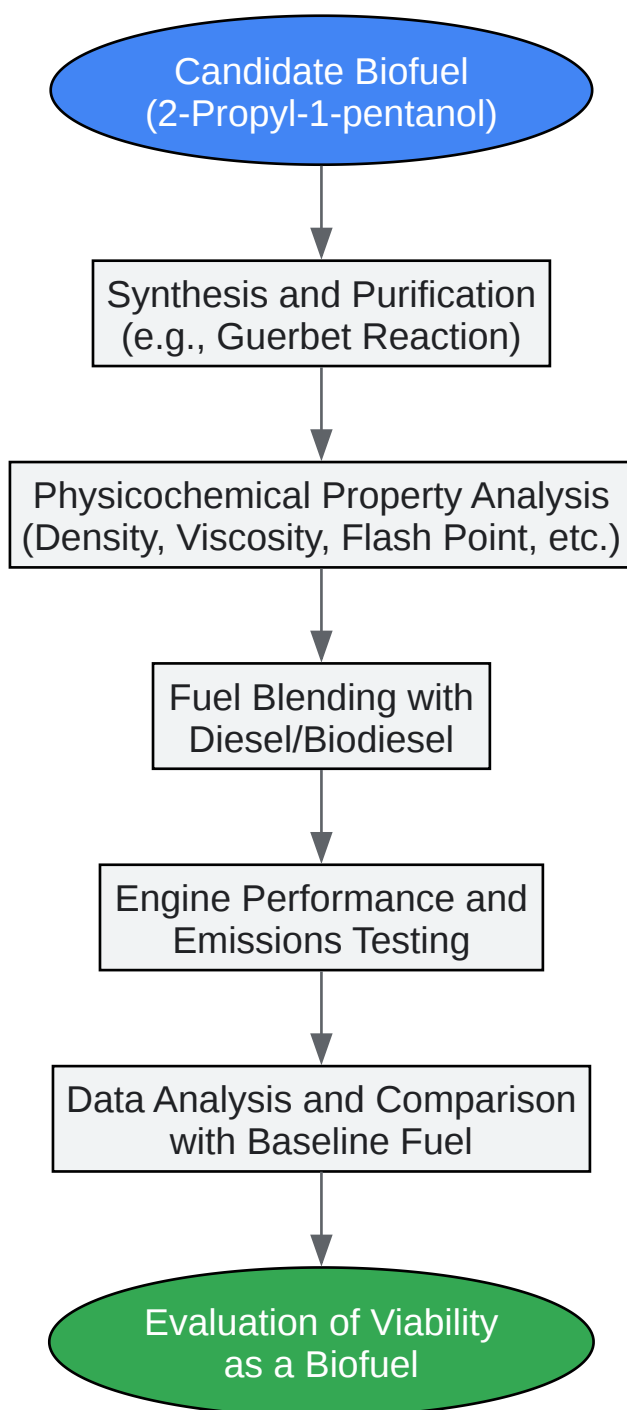 Candidate Biofuel
(2-Propyl-1-pentanol)
Synthesis and Purification
(e.g., Guerbet Reaction)
Physicochemical Property Analysis
(Density, Viscosity, Flash Point, etc.)
Fuel Blending with
Diesel/Biodiesel
Engine Performance and
Emissions Testing
Data Analysis and Comparison
with Baseline Fuel
Evaluation of Viability
as a Biofuel